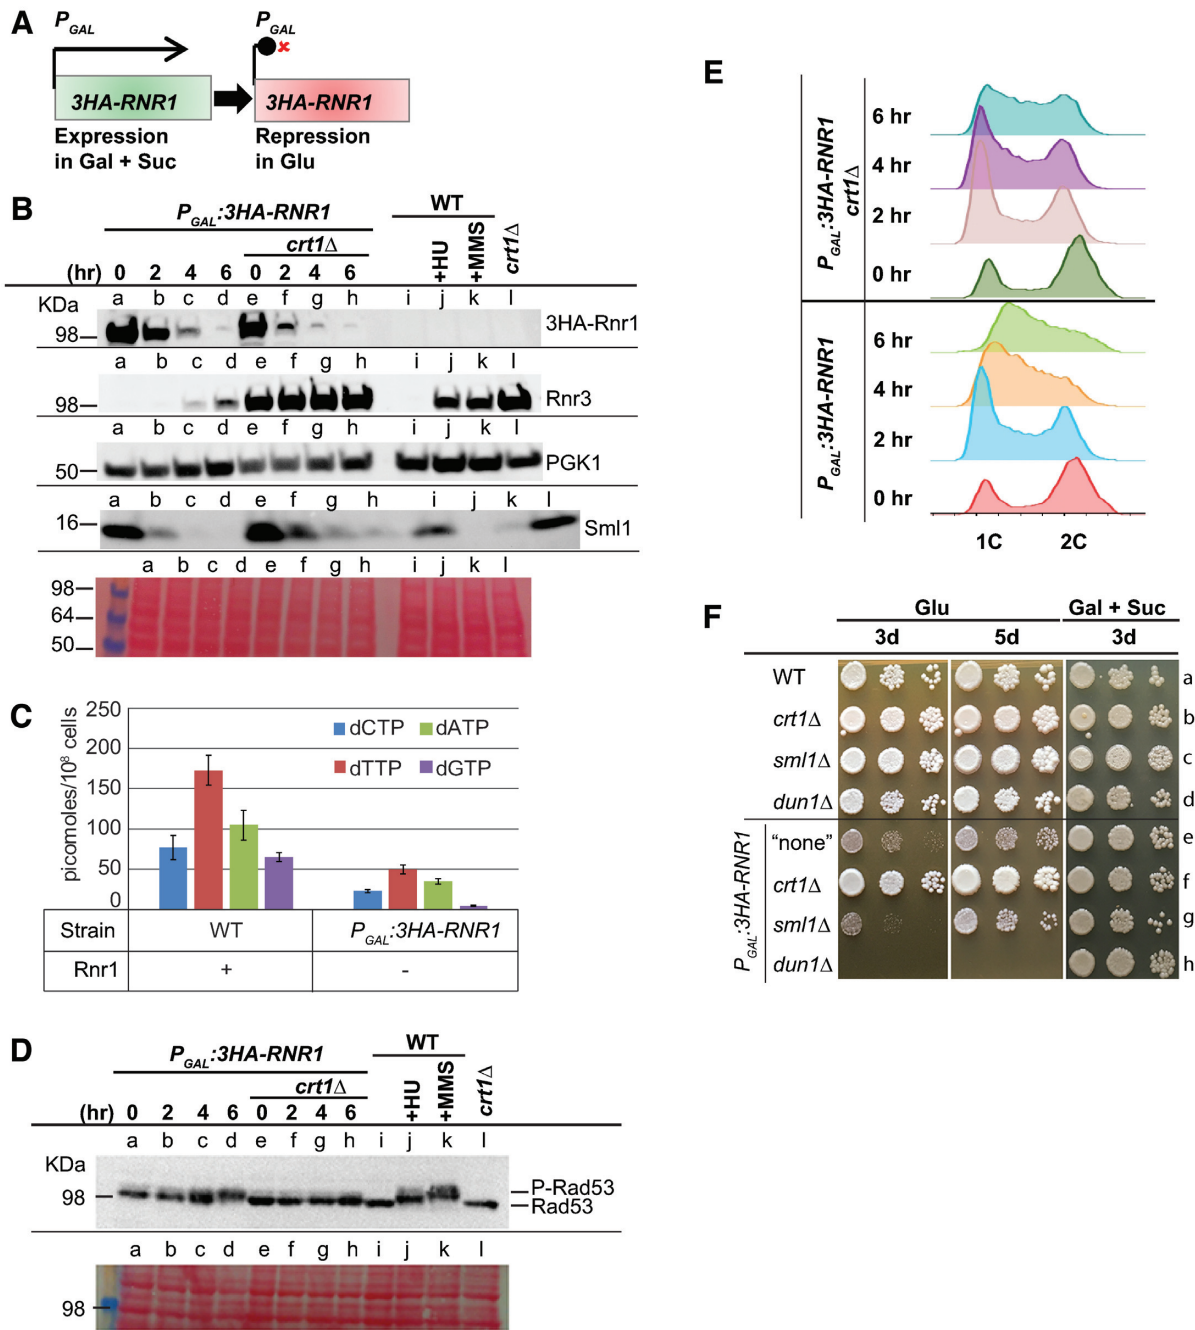 A
P_GAL P_GAL
3HA-RNR1 3HA-RNR1
Expression in Gal + Suc
Repression in Glu
B
P_GAL:3HA-RNR1 WT
crt1Δ +HU +MMS crt1Δ
(hr) 0 2 4 6 0 2 4 6
a b c d e f g h i j k l
KDa
98 3HA-Rnr1
a b c d e f g h i j k l
98 Rnr3
a b c d e f g h i j k l
50 PGK1
a b c d e f g h i j k l
16 Sml1
a b c d e f g h i j k l
98
64
50
C
picomoles/10⁸ cells
250
200
150
100
50
0
dCTP dATP
dTTP dGTP
Strain WT P_GAL:3HA-RNR1
Rnr1 + -
D
P_GAL:3HA-RNR1 WT
crt1Δ +HU +MMS crt1Δ
(hr) 0 2 4 6 0 2 4 6
a b c d e f g h i j k l
KDa
98 P-Rad53
Rad53
a b c d e f g h i j k l
98
E
P_GAL:3HA-RNR1 crt1Δ
6 hr
4 hr
2 hr
0 hr
P_GAL:3HA-RNR1
6 hr
4 hr
2 hr
0 hr
1C 2C
F
Glu Gal + Suc
3d 5d 3d
WT a
crt1Δ b
sml1Δ c
dun1Δ d
P_GAL:3HA-RNR1
"none" e
crt1Δ f
sml1Δ g
dun1Δ h